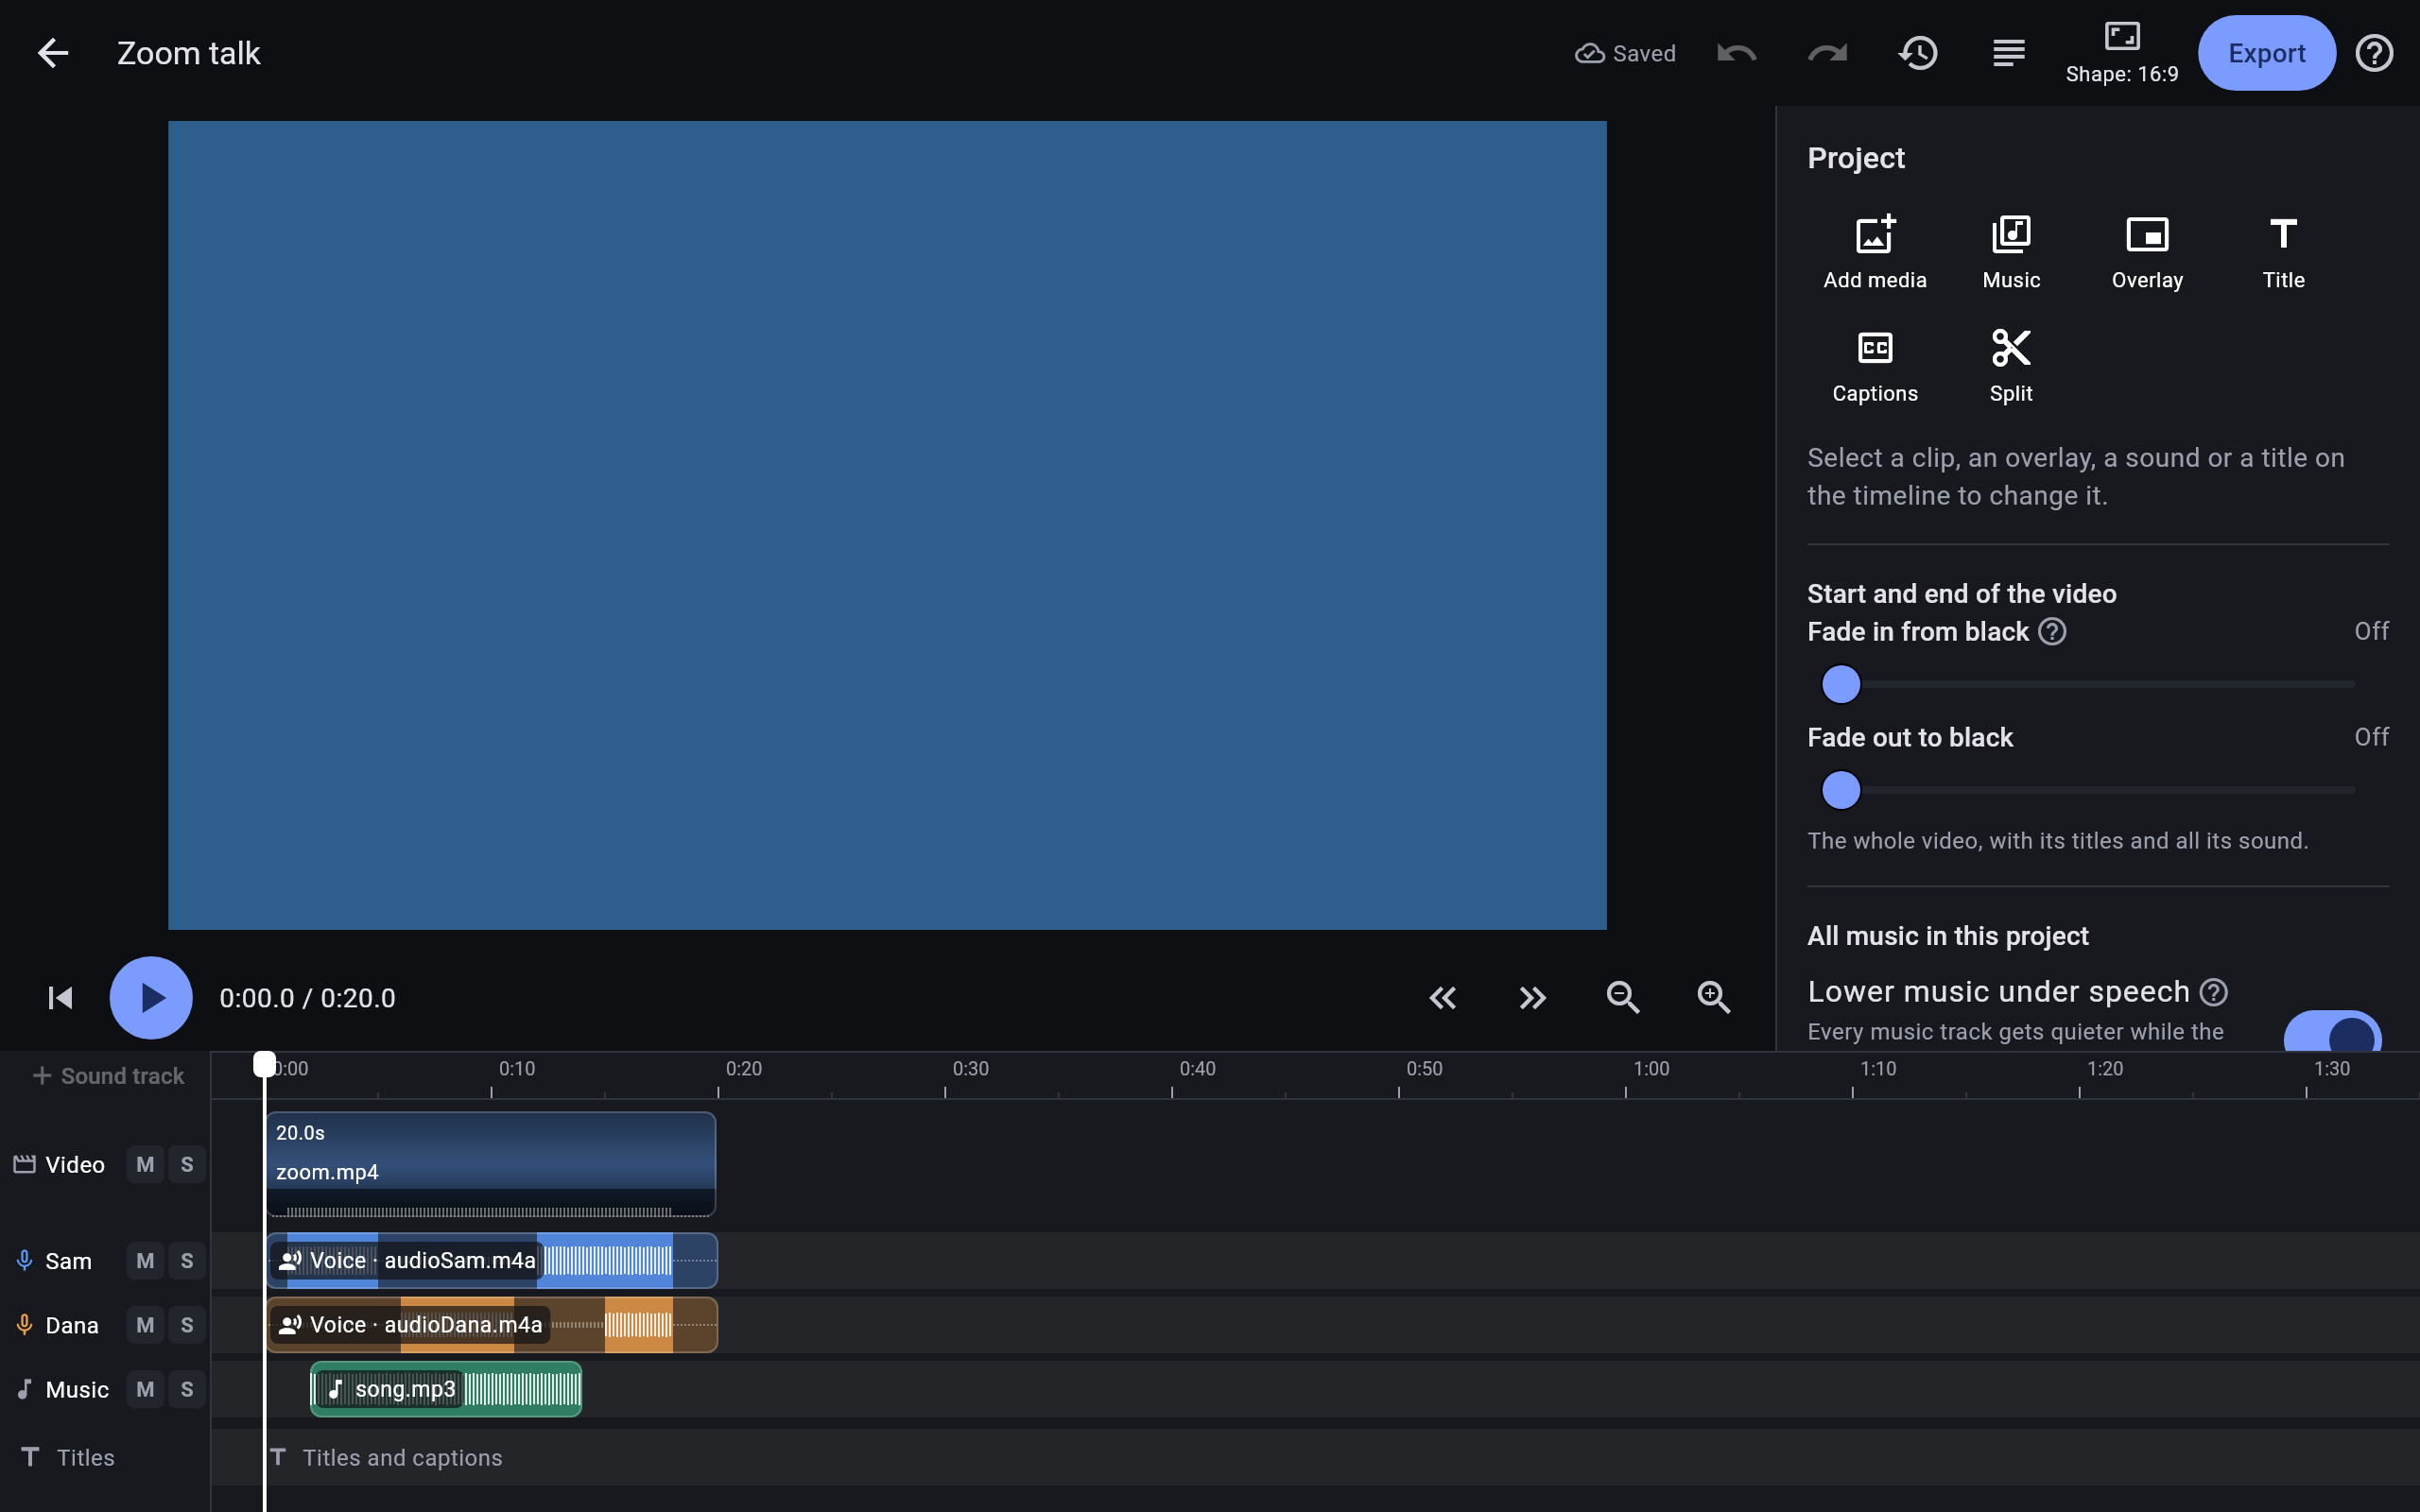 Zoom talk
Saved
Shape: 16:9
Export
Project
Add media
Music
Overlay
Title
Captions
Split
Select a clip, an overlay, a sound or a title on
the timeline to change it.
Start and end of the video
Fade in from black
Off
Fade out to black
Off
The whole video, with its titles and all its sound.
All music in this project
Lower music under speech
Every music track gets quieter while the
0:00.0 / 0:20.0
Sound track
0:00 0:10 0:20 0:30 0:40 0:50 1:00 1:10 1:20 1:30
Video M S
20.0s
zoom.mp4
Sam M S
Voice · audioSam.m4a
Dana M S
Voice · audioDana.m4a
Music M S
song.mp3
Titles
Titles and captions